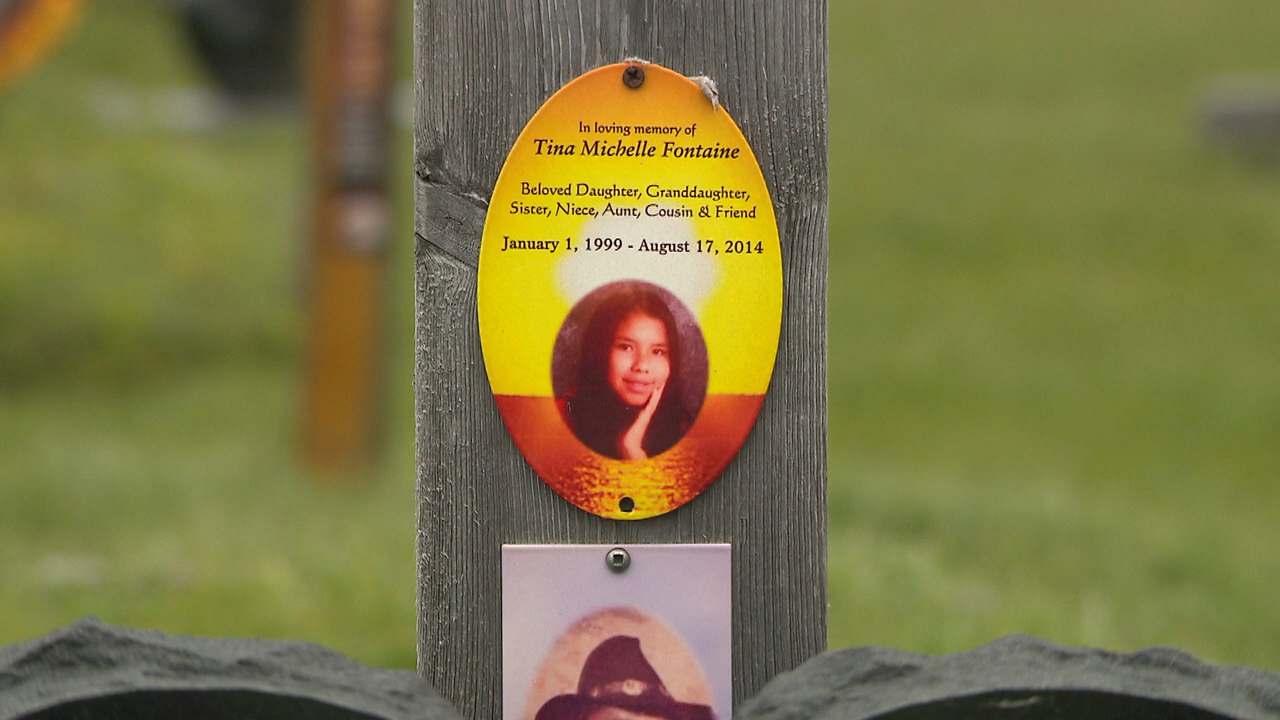 In loving memory of
Tina Michelle Fontaine
Beloved Daughter, Granddaughter,
Sister, Niece, Aunt, Cousin & Friend
January 1, 1999 - August 17, 2014